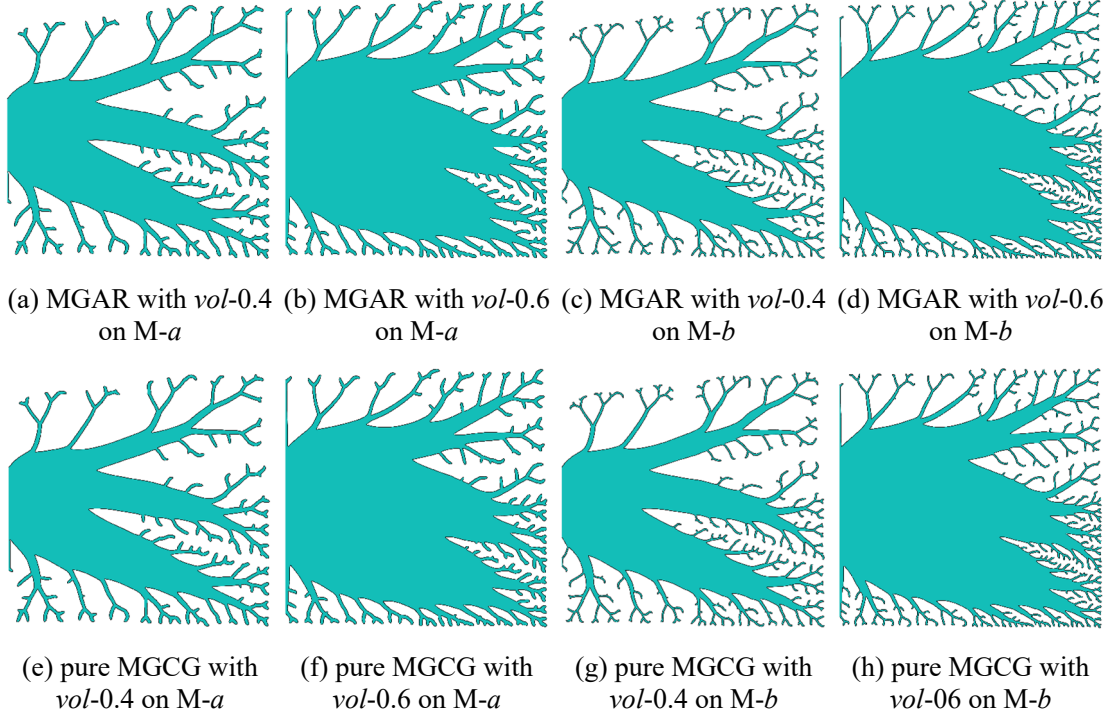 (a) MGAR with vol-0.4
on M-a
(b) MGAR with vol-0.6
on M-a
(c) MGAR with vol-0.4
on M-b
(d) MGAR with vol-0.6
on M-b
(e) pure MGCG with
vol-0.4 on M-a
(f) pure MGCG with
vol-0.6 on M-a
(g) pure MGCG with
vol-0.4 on M-b
(h) pure MGCG with
vol-06 on M-b